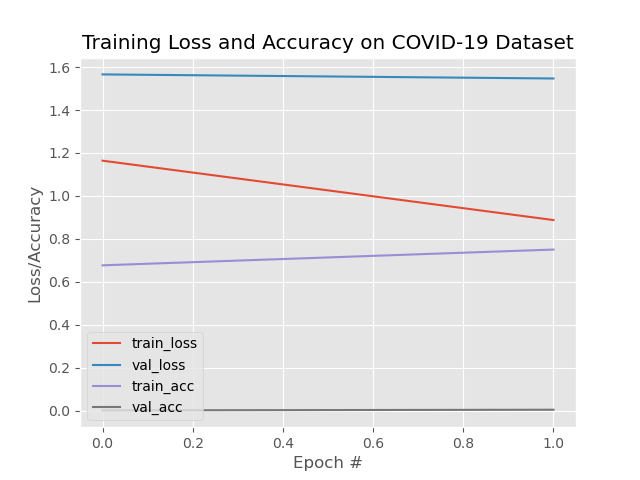 Training Loss and Accuracy on COVID-19 Dataset
1.6
1.4
1.2
1.0
0.8
0.6
0.4
0.2
0.0
Loss/Accuracy
train_loss
val_loss
train_acc
val_acc
0.0 0.2 0.4 0.6 0.8 1.0
Epoch #